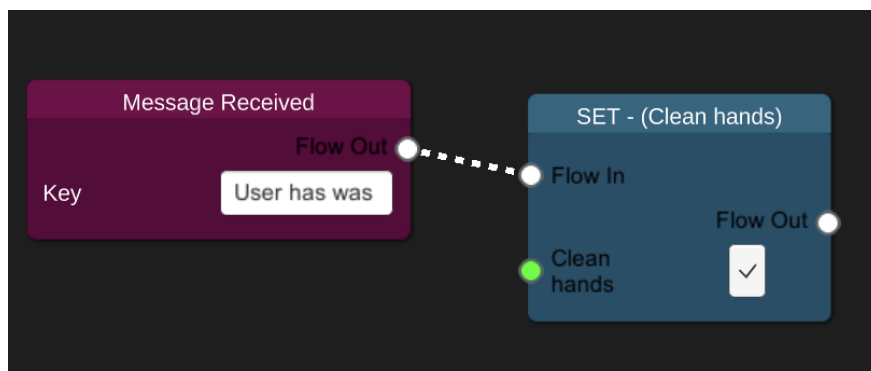 Message Received
Flow Out
Key
User has was
SET - (Clean hands)
Flow In
Flow Out
Clean
hands